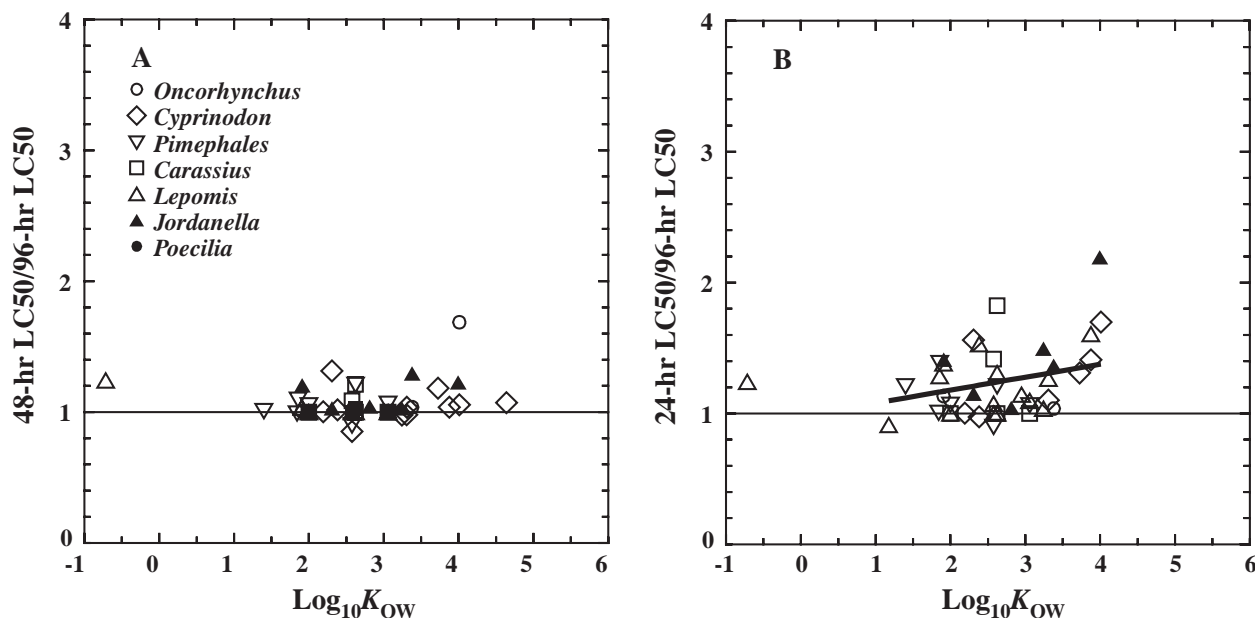 A
Oncorhynchus
Cyprinodon
Pimephales
Carassius
Lepomis
Jordanella
Poecilia
48-hr LC50/96-hr LC50
4
3
2
1
0
-1 0 1 2 3 4 5 6
Log10KOW
B
24-hr LC50/96-hr LC50
4
3
2
1
0
-1 0 1 2 3 4 5 6
Log10KOW